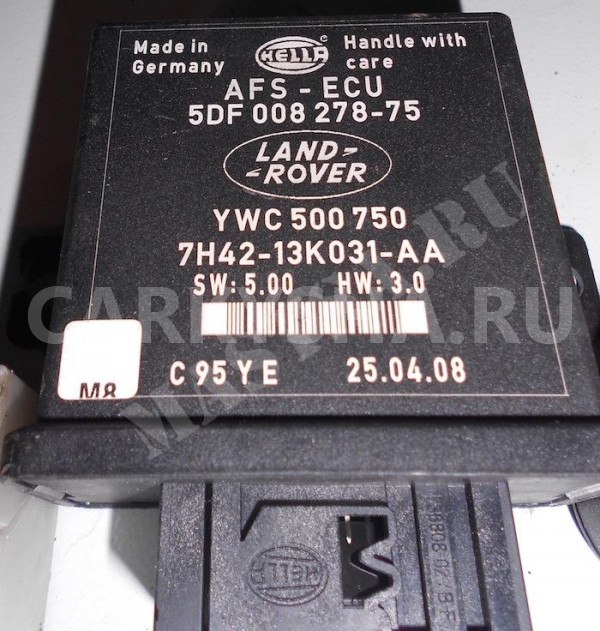 Made in
Germany
HELLA
Handle with
care
AFS - ECU
5DF 008 278-75
LAND-
-ROVER
YWC 500 750
7H42-13K031-AA
SW: 5.00 HW: 3.0
CARKYCHA.RU
C 95 Y E 25.04.08
M8
HELLA